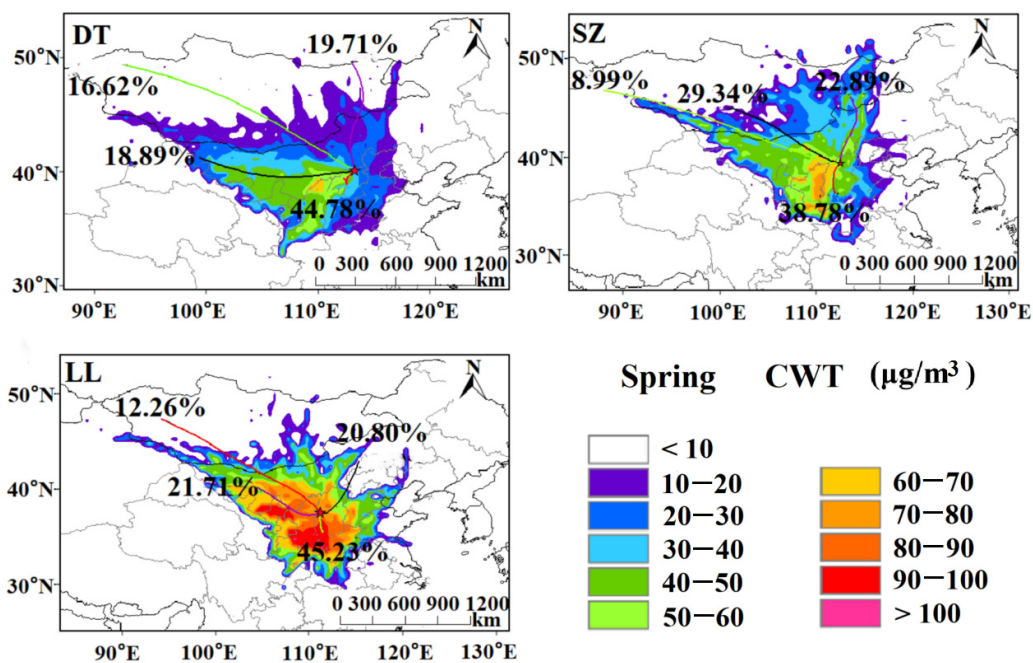 DT
N
19.71%
50°N
16.62%
18.89%
40°N
44.78%
0 300 600 900 1200
km
30°N
90°E 100°E 110°E 120°E
SZ
N
50°N
8.99%
22.89%
29.34%
40°N
38.78%
0 300 600 900 1200
km
30°N
90°E 100°E 110°E 120°E 130°E
LL
N
50°N
12.26%
20.80%
40°N
21.71%
45.23%
30°N
0 300 600 900 1200
km
90°E 100°E 110°E 120°E 130°E
Spring CWT (μg/m³)
< 10
10−20
20−30
30−40
40−50
50−60
60−70
70−80
80−90
90−100
> 100